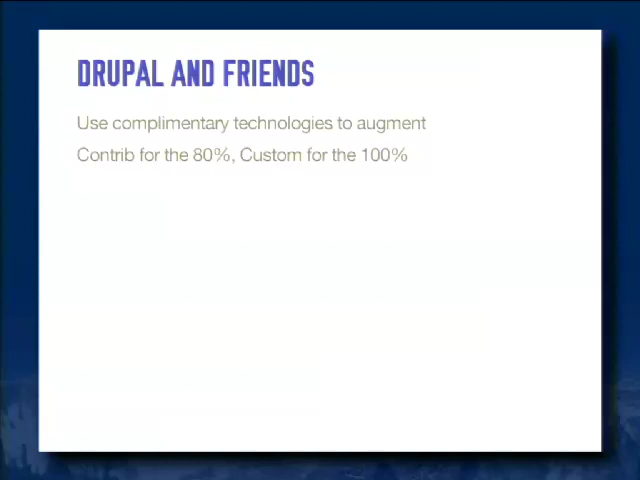 DRUPAL AND FRIENDS
Use complimentary technologies to augment
Contrib for the 80%, Custom for the 100%